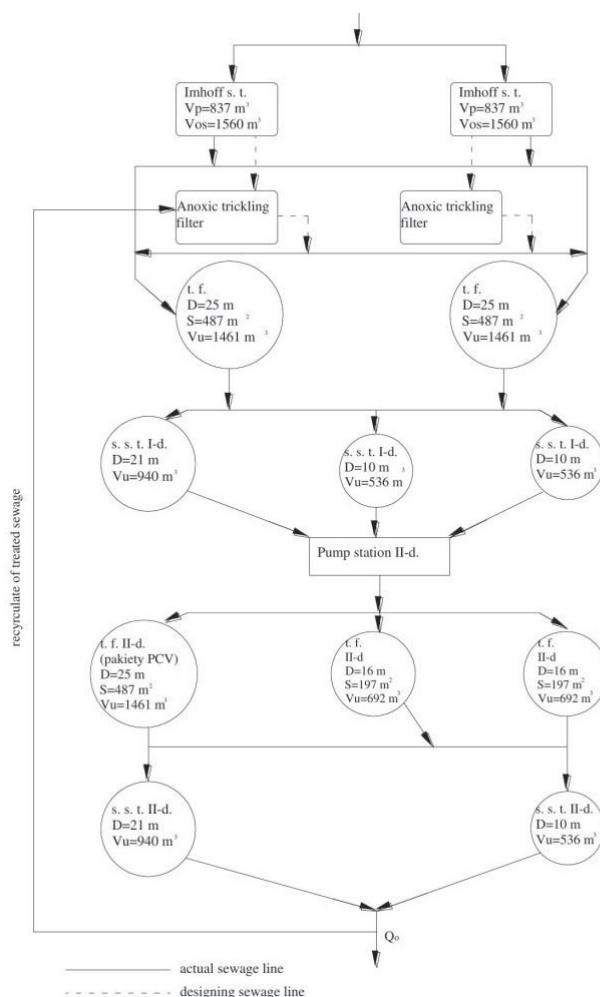 Imhoff s. t.
Vp=837 m³
Vos=1560 m³
Imhoff s. t.
Vp=837 m³
Vos=1560 m³
Anoxic trickling
filter
Anoxic trickling
filter
t. f.
D=25 m
S=487 m²
Vu=1461 m³
t. f.
D=25 m
S=487 m²
Vu=1461 m³
s. s. t. I-d.
D=21 m
Vu=940 m³
s. s. t. I-d.
D=10 m
Vu=536 m³
s. s. t. I-d.
D=10 m
Vu=536 m³
Pump station II-d.
t. f. II-d.
(pakiety PCV)
D=25 m
S=487 m²
Vu=1461 m³
t. f.
II-d
D=16 m
S=197 m²
Vu=692 m³
t. f.
II-d
D=16 m
S=197 m²
Vu=692 m³
s. s. t. II-d.
D=21 m
Vu=940 m³
s. s. t. II-d.
D=10 m
Vu=536 m³
Qo
recyrculate of treated sewage
actual sewage line
designing sewage line